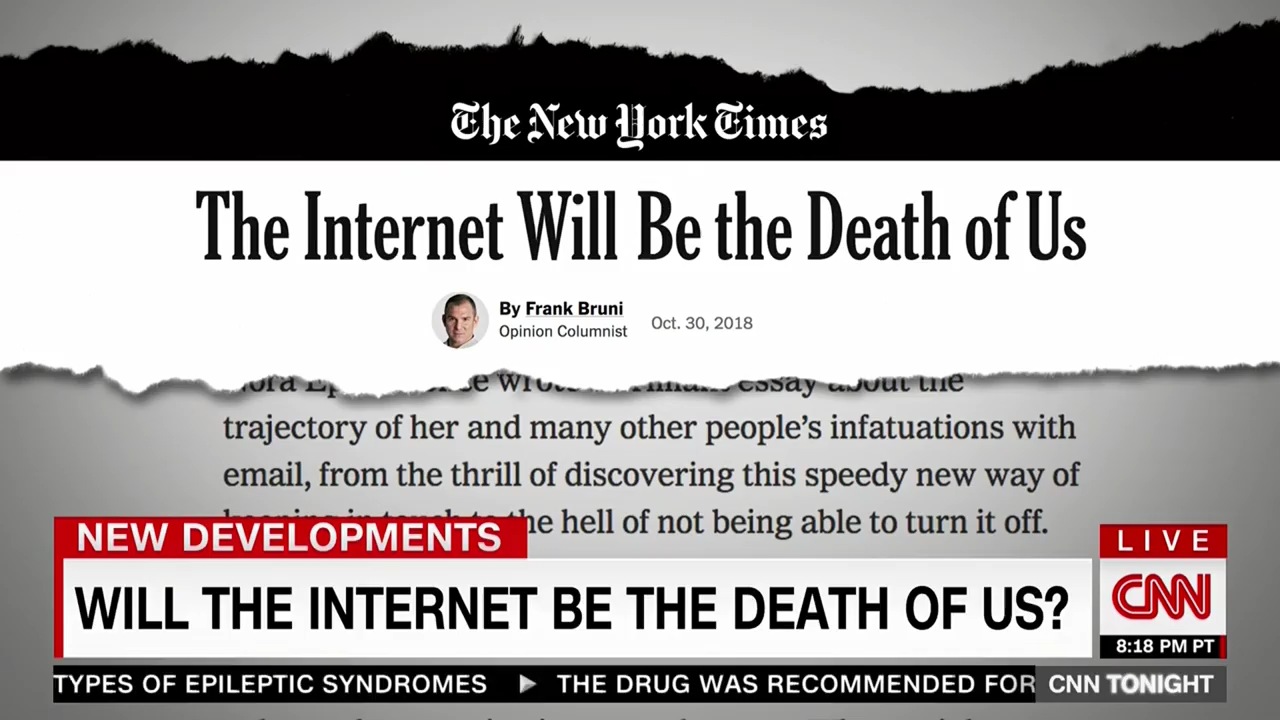 The New York Times
The Internet Will Be the Death of Us
By Frank Bruni
Opinion Columnist
Oct. 30, 2018
essay about the
trajectory of her and many other people's infatuations with
email, from the thrill of discovering this speedy new way of
the hell of not being able to turn it off.
NEW DEVELOPMENTS
WILL THE INTERNET BE THE DEATH OF US?
LIVE
CNN
8:18 PM PT
TYPES OF EPILEPTIC SYNDROMES ▶ THE DRUG WAS RECOMMENDED FOR
CNN TONIGHT